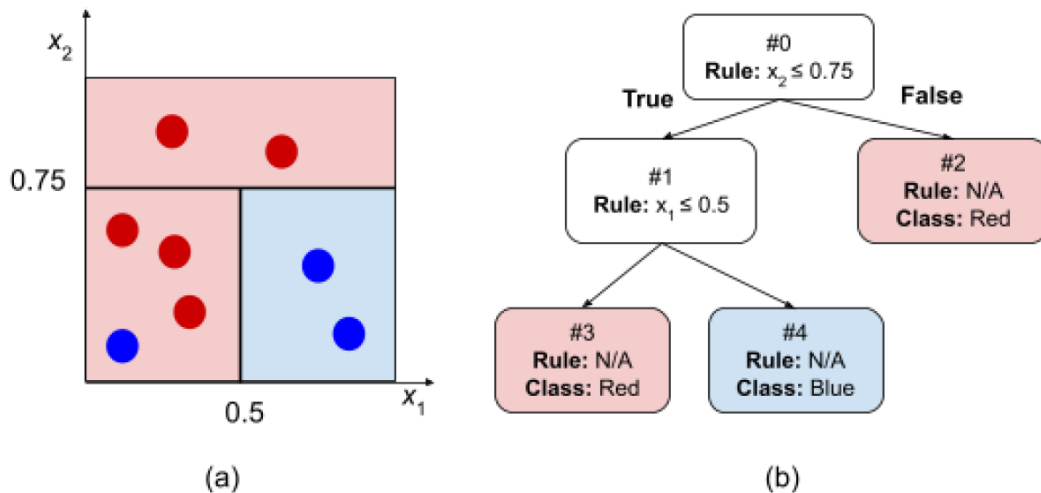 x₂
0.75
0.5
x₁
(a)
#0
Rule: x₂ ≤ 0.75
True
False
#1
Rule: x₁ ≤ 0.5
#2
Rule: N/A
Class: Red
#3
Rule: N/A
Class: Red
#4
Rule: N/A
Class: Blue
(b)